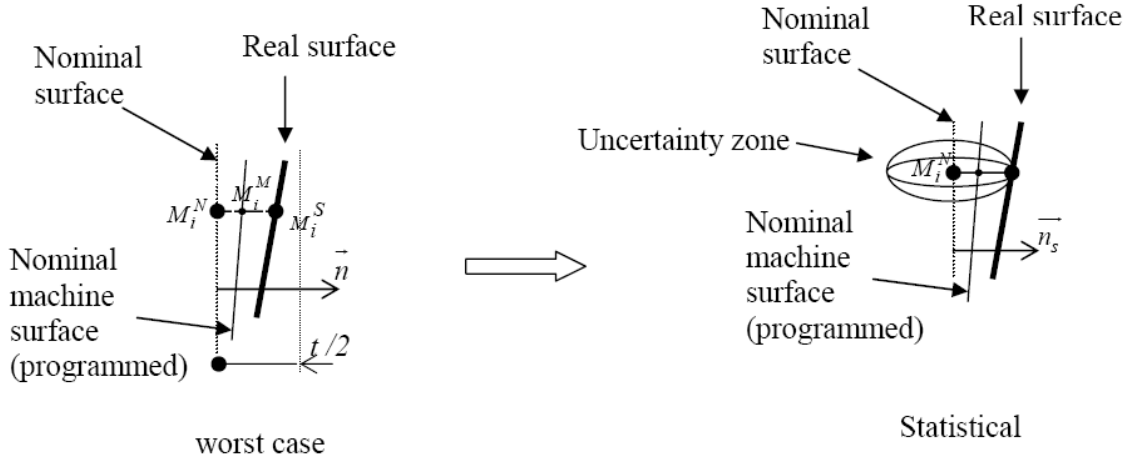 Nominal
surface
Real surface
M_i^N
M_i^M
M_i^S
n
Nominal
machine
surface
(programmed)
t /2
worst case
Real surface
Nominal
surface
Uncertainty zone
M_i^N
n_s
Nominal
machine
surface
(programmed)
Statistical